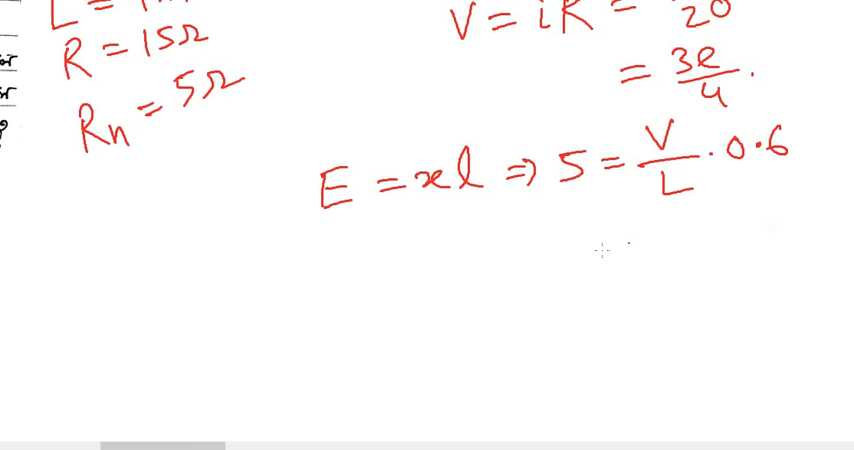 R = 15Ω
V = iR =
20
Rh = 5Ω
= 3e/4.
E = xl ⇒ 5 = V/L . 0.6